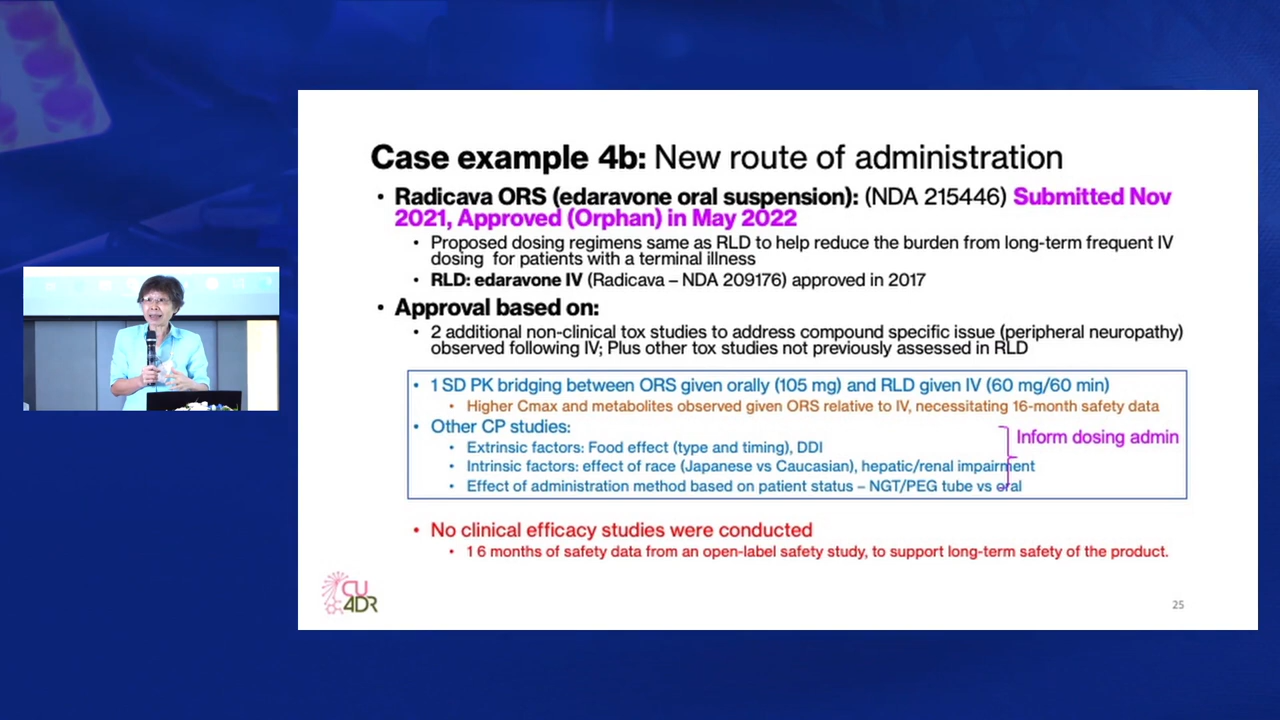 Case example 4b: New route of administration
• Radicava ORS (edaravone oral suspension): (NDA 215446) Submitted Nov
2021, Approved (Orphan) in May 2022
• Proposed dosing regimens same as RLD to help reduce the burden from long-term frequent IV
dosing for patients with a terminal illness
• RLD: edaravone IV (Radicava – NDA 209176) approved in 2017
• Approval based on:
• 2 additional non-clinical tox studies to address compound specific issue (peripheral neuropathy)
observed following IV; Plus other tox studies not previously assessed in RLD
• 1 SD PK bridging between ORS given orally (105 mg) and RLD given IV (60 mg/60 min)
• Higher Cmax and metabolites observed given ORS relative to IV, necessitating 16-month safety data
• Other CP studies:
• Extrinsic factors: Food effect (type and timing), DDI
• Intrinsic factors: effect of race (Japanese vs Caucasian), hepatic/renal impairment
• Effect of administration method based on patient status – NGT/PEG tube vs oral
Inform dosing admin
• No clinical efficacy studies were conducted
• 1 6 months of safety data from an open-label safety study, to support long-term safety of the product.
CU
4DR
25